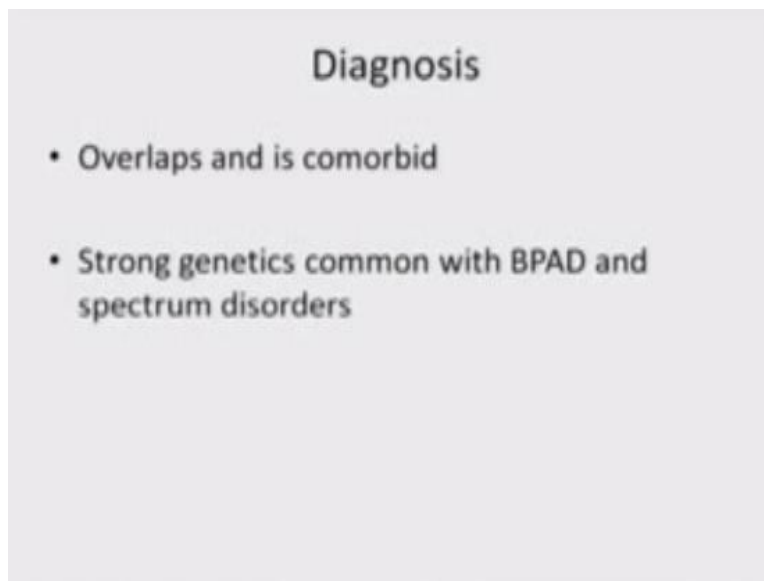 Diagnosis
• Overlaps and is comorbid
• Strong genetics common with BPAD and
spectrum disorders